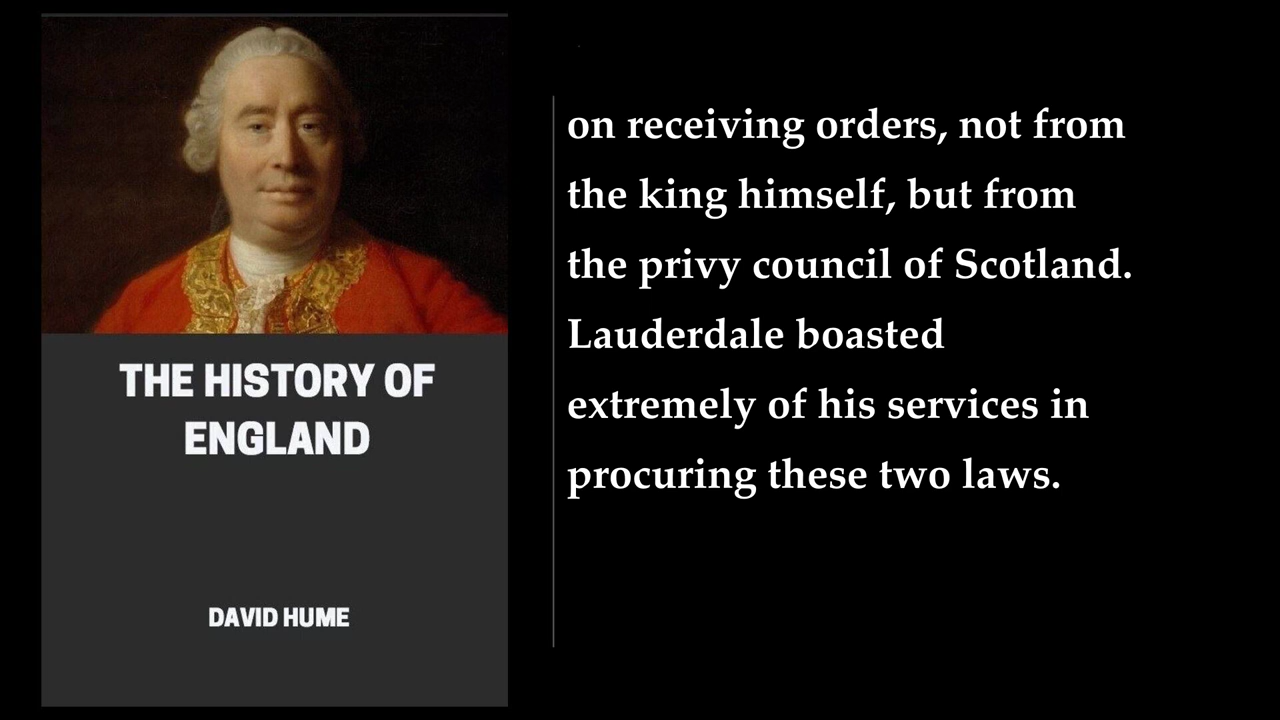 THE HISTORY OF
ENGLAND
DAVID HUME
on receiving orders, not from
the king himself, but from
the privy council of Scotland.
Lauderdale boasted
extremely of his services in
procuring these two laws.